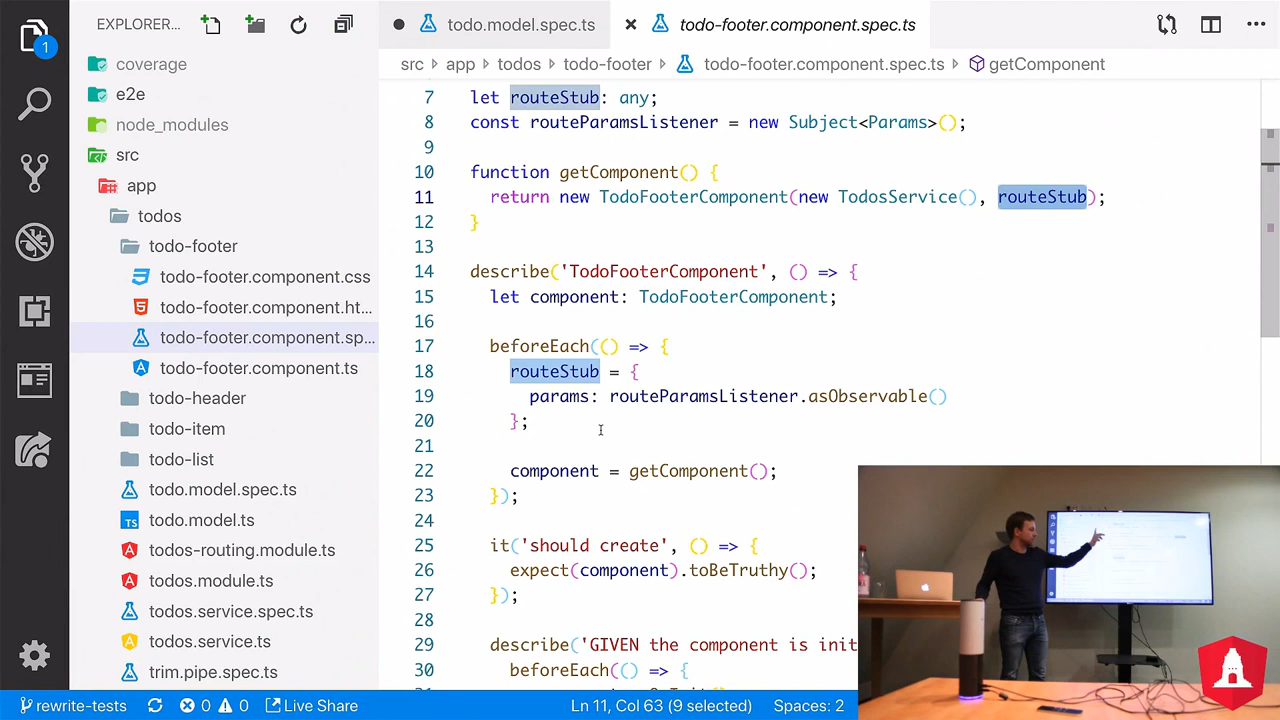 EXPLORER...
todo.model.spec.ts
todo-footer.component.spec.ts
1
coverage
e2e
node_modules
src
app
todos
todo-footer
todo-footer.component.css
todo-footer.component.ht...
todo-footer.component.sp...
todo-footer.component.ts
todo-header
todo-item
todo-list
todo.model.spec.ts
TS todo.model.ts
todos-routing.module.ts
todos.module.ts
todos.service.spec.ts
todos.service.ts
trim.pipe.spec.ts
src app todos todo-footer todo-footer.component.spec.ts getComponent
7 let routeStub: any;
8 const routeParamsListener = new Subject<Params>();
9
10 function getComponent() {
11 return new TodoFooterComponent(new TodosService(), routeStub);
12 }
13
14 describe('TodoFooterComponent', () => {
15 let component: TodoFooterComponent;
16
17 beforeEach(() => {
18 routeStub = {
19 params: routeParamsListener.asObservable()
20 };
21
22 component = getComponent();
23 });
24
25 it('should create', () => {
26 expect(component).toBeTruthy();
27 });
28
29 describe('GIVEN the component is init
30 beforeEach(() => {
rewrite-tests 0 0 Live Share Ln 11, Col 63 (9 selected) Spaces: 2